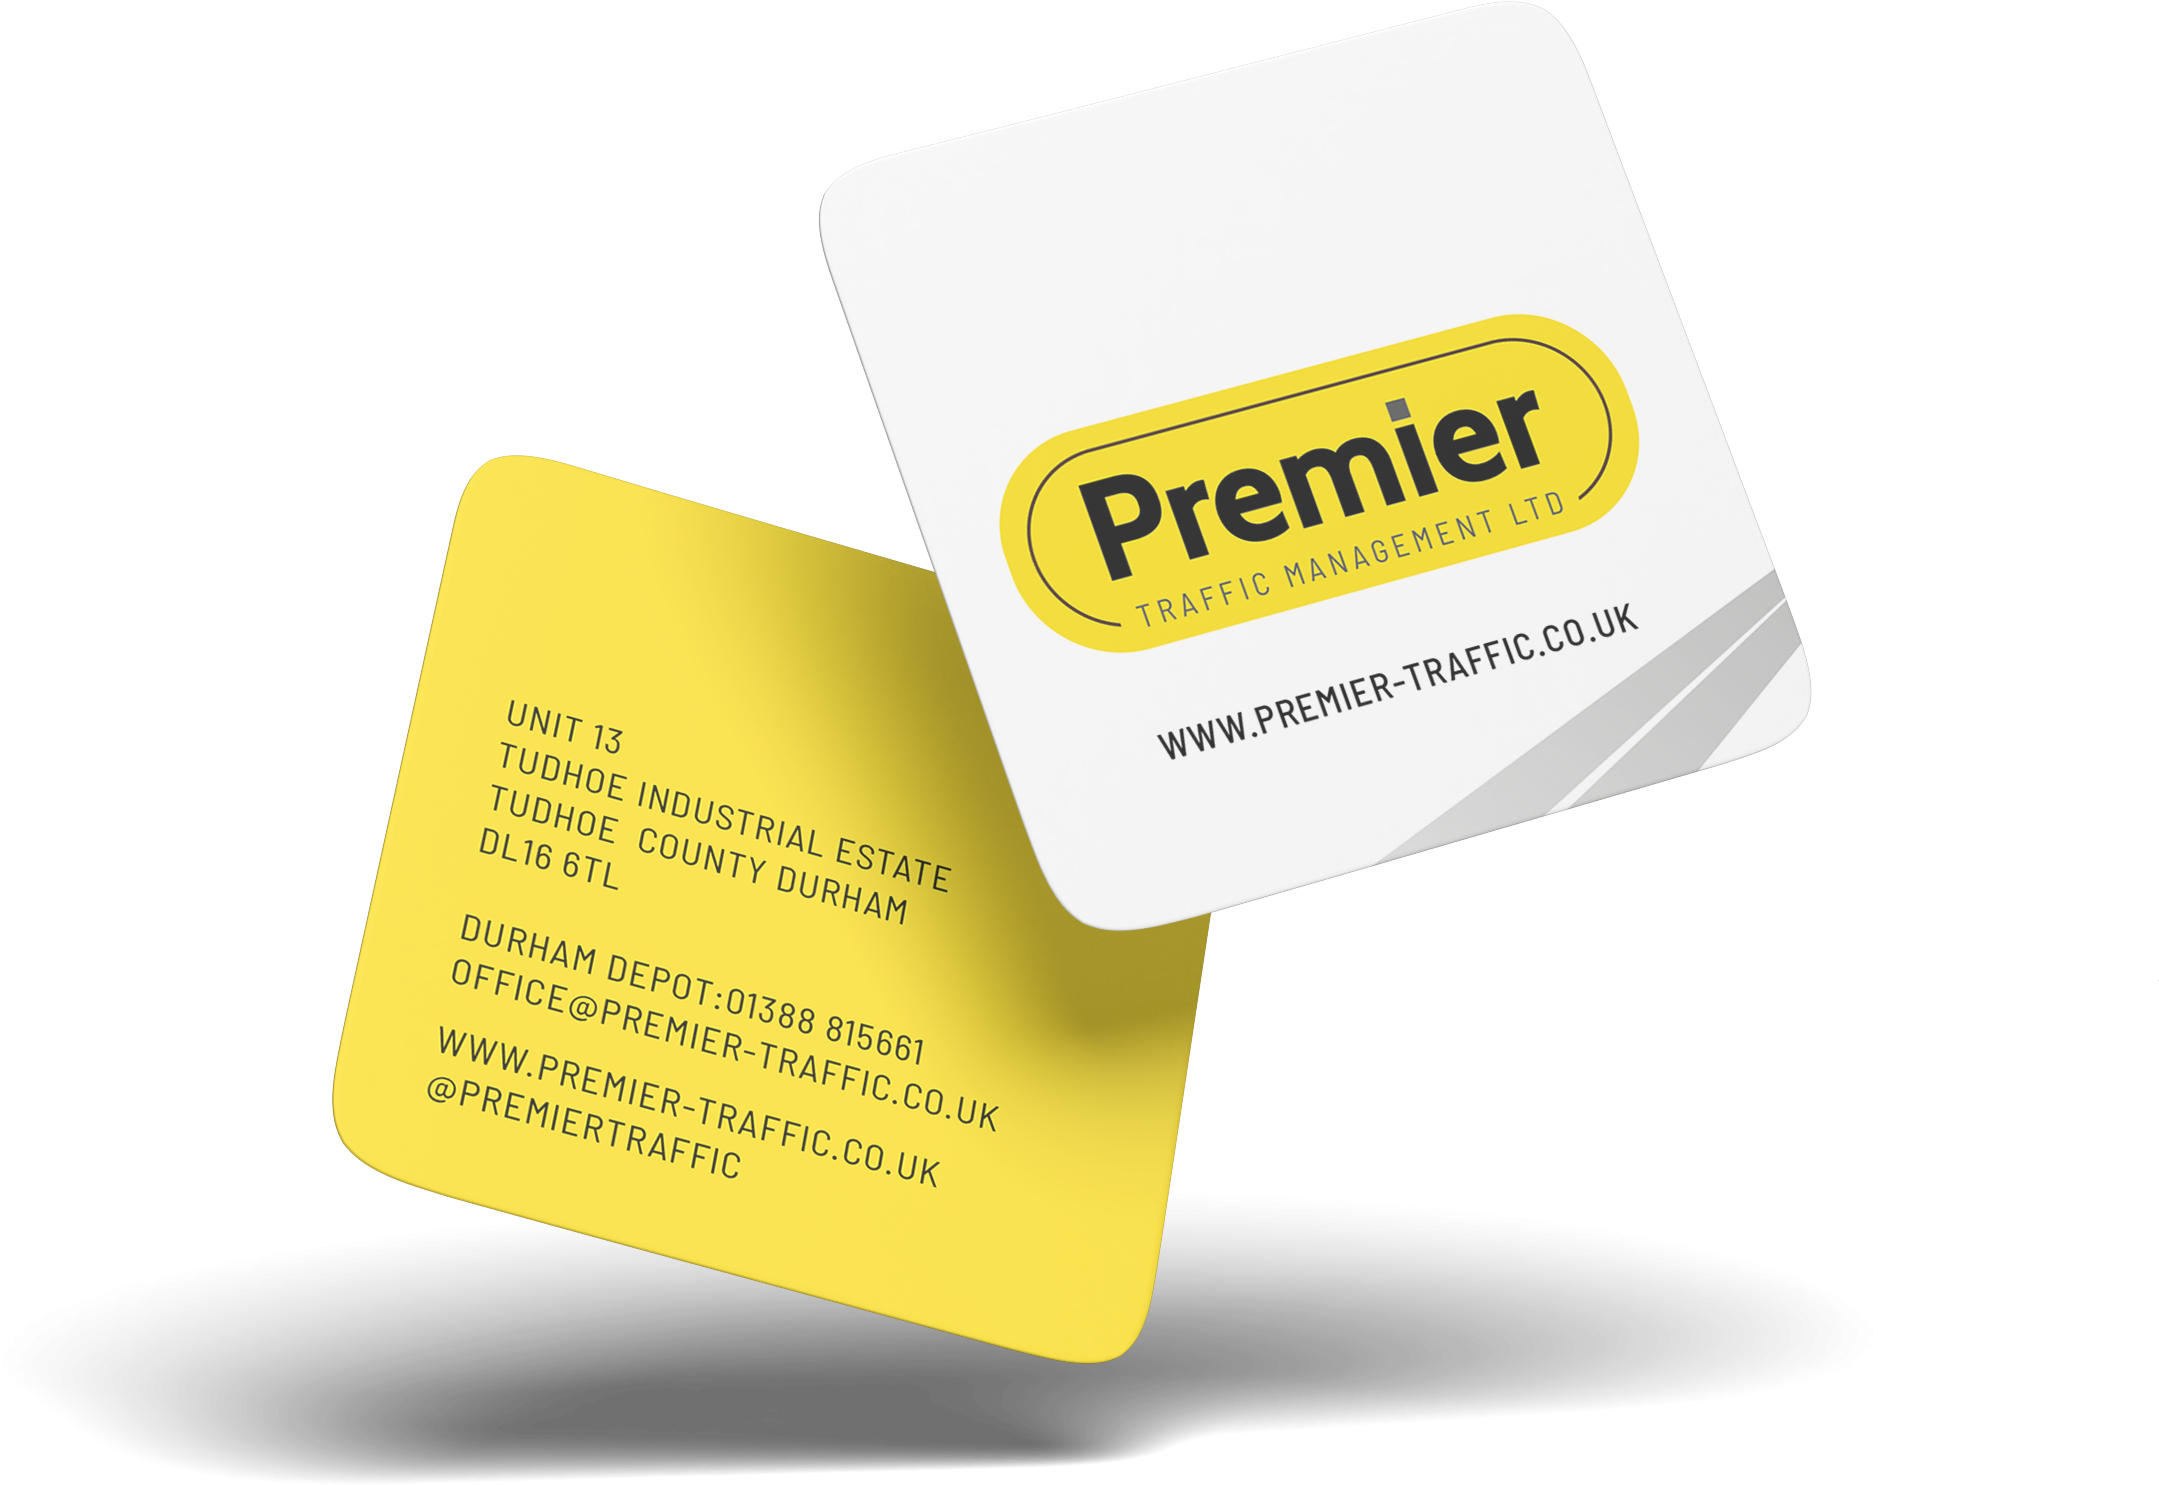 Premier
TRAFFIC MANAGEMENT LTD
WWW.PREMIER-TRAFFIC.CO.UK
UNIT 13
TUDHOE INDUSTRIAL ESTATE
TUDHOE COUNTY DURHAM
DL16 6TL
DURHAM DEPOT:01388 815661
OFFICE@PREMIER-TRAFFIC.CO.UK
WWW.PREMIER-TRAFFIC.CO.UK
@PREMIERTRAFFIC